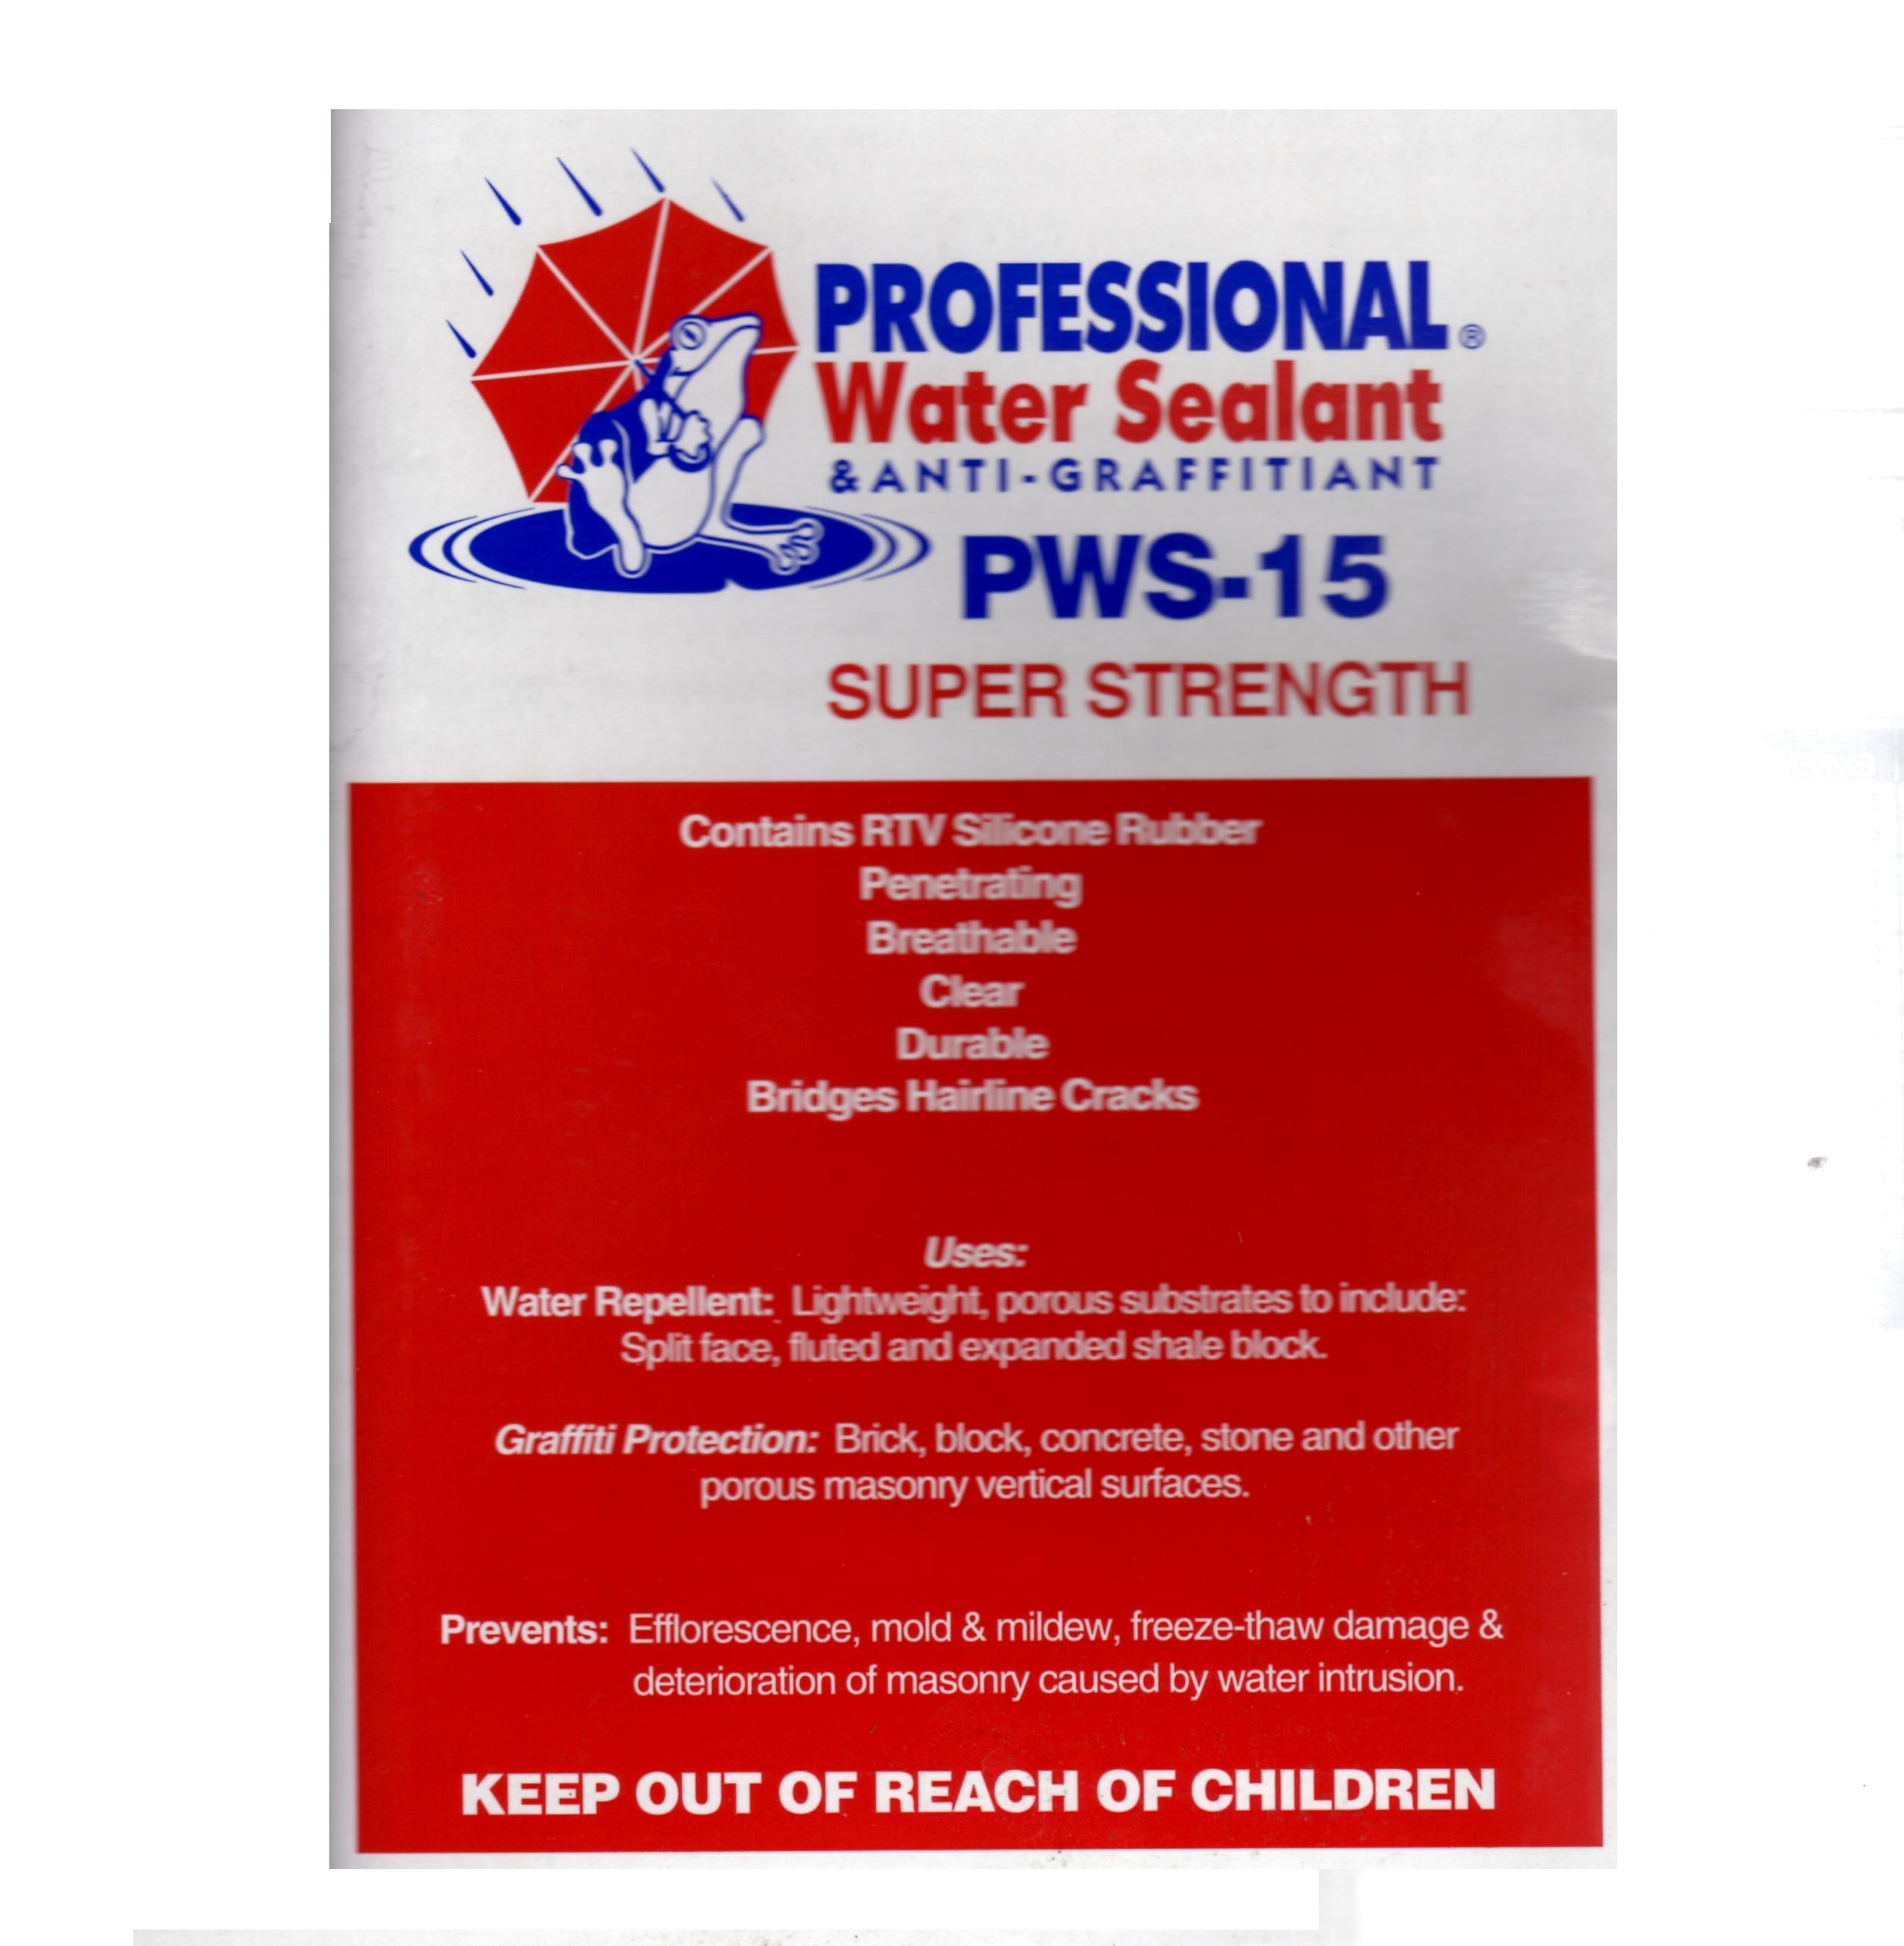 PROFESSIONAL®
Water Sealant
& ANTI-GRAFFITIANT
PWS-15
SUPER STRENGTH
Contains RTV Silicone Rubber
Penetrating
Breathable
Clear
Durable
Bridges Hairline Cracks
Uses:
Water Repellent: Lightweight, porous substrates to include:
Split face, fluted and expanded shale block.
Graffiti Protection: Brick, block, concrete, stone and other
porous masonry vertical surfaces.
Prevents: Efflorescence, mold & mildew, freeze-thaw damage &
deterioration of masonry caused by water intrusion.
KEEP OUT OF REACH OF CHILDREN